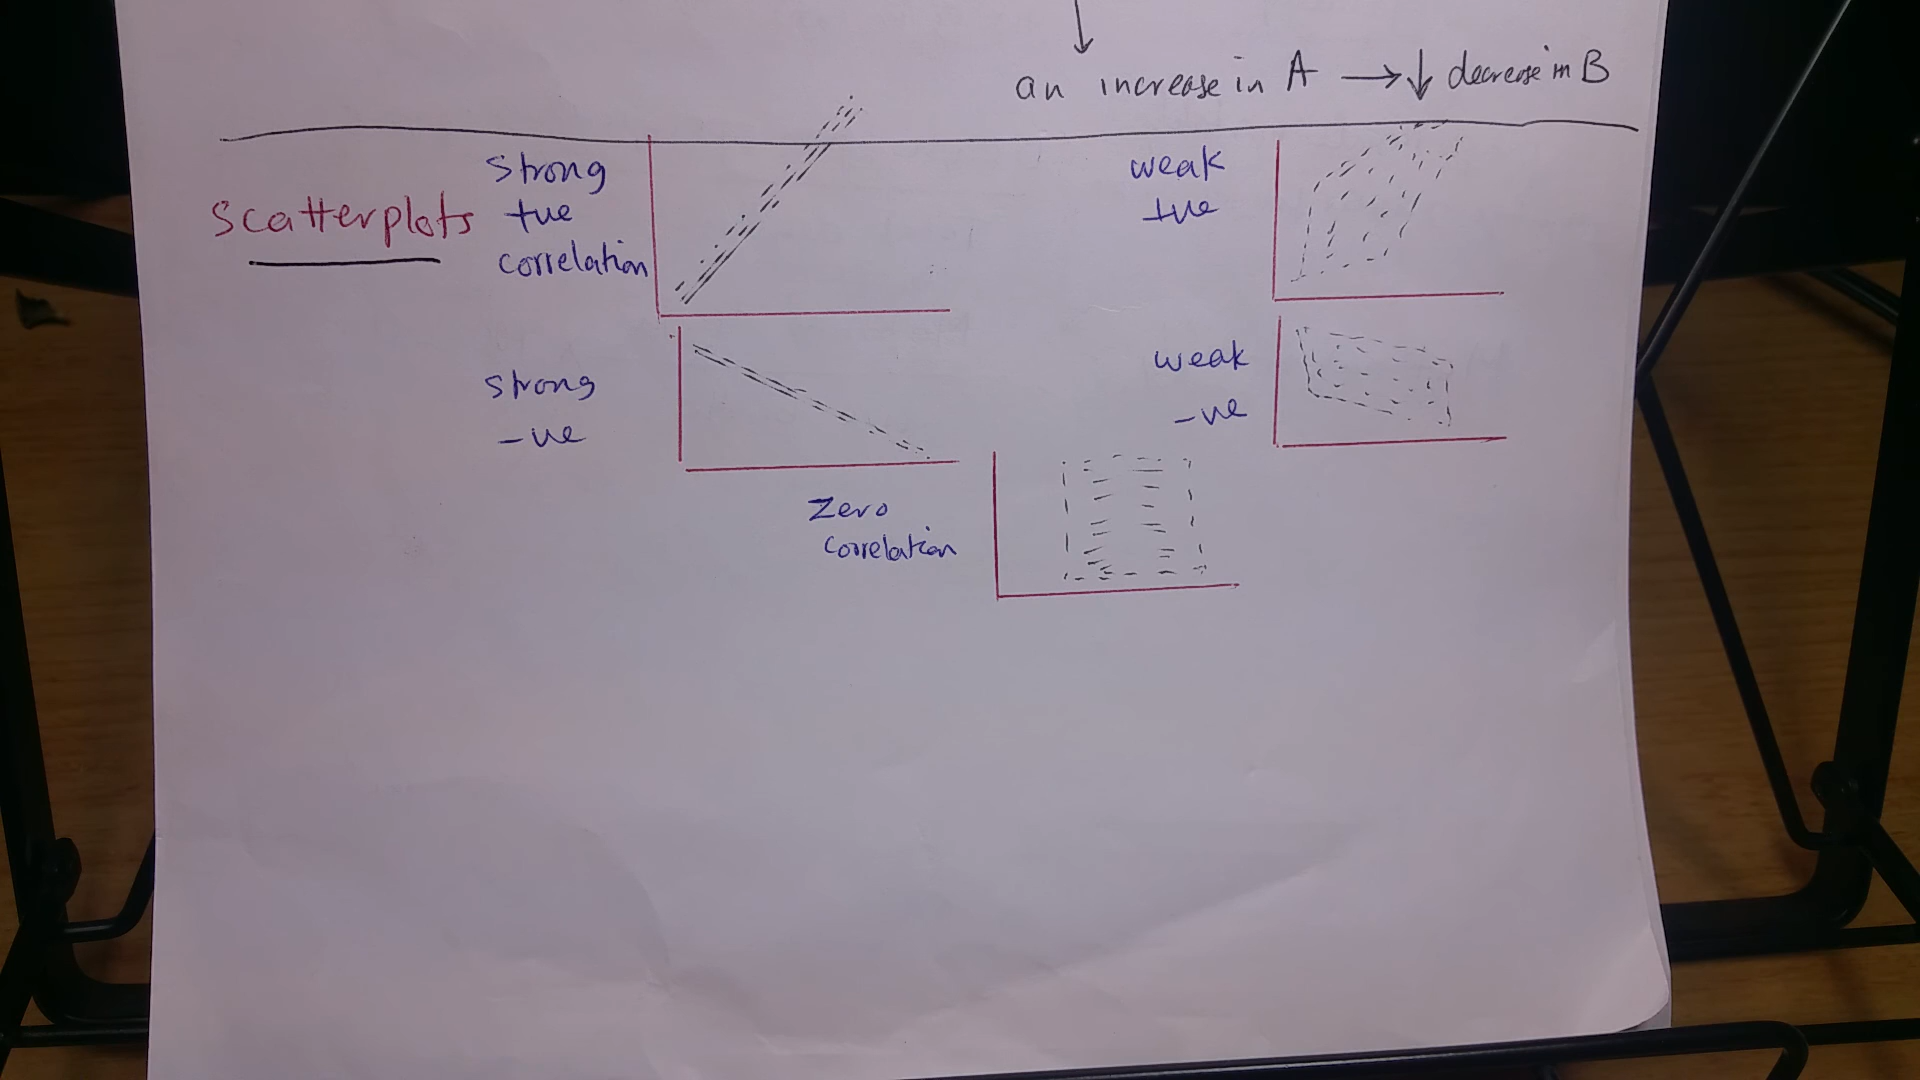 an increase in A → ↓ decrease in B
Scatterplots
strong
+ve
correlation
weak
+ve
strong
-ve
weak
-ve
Zero
correlation